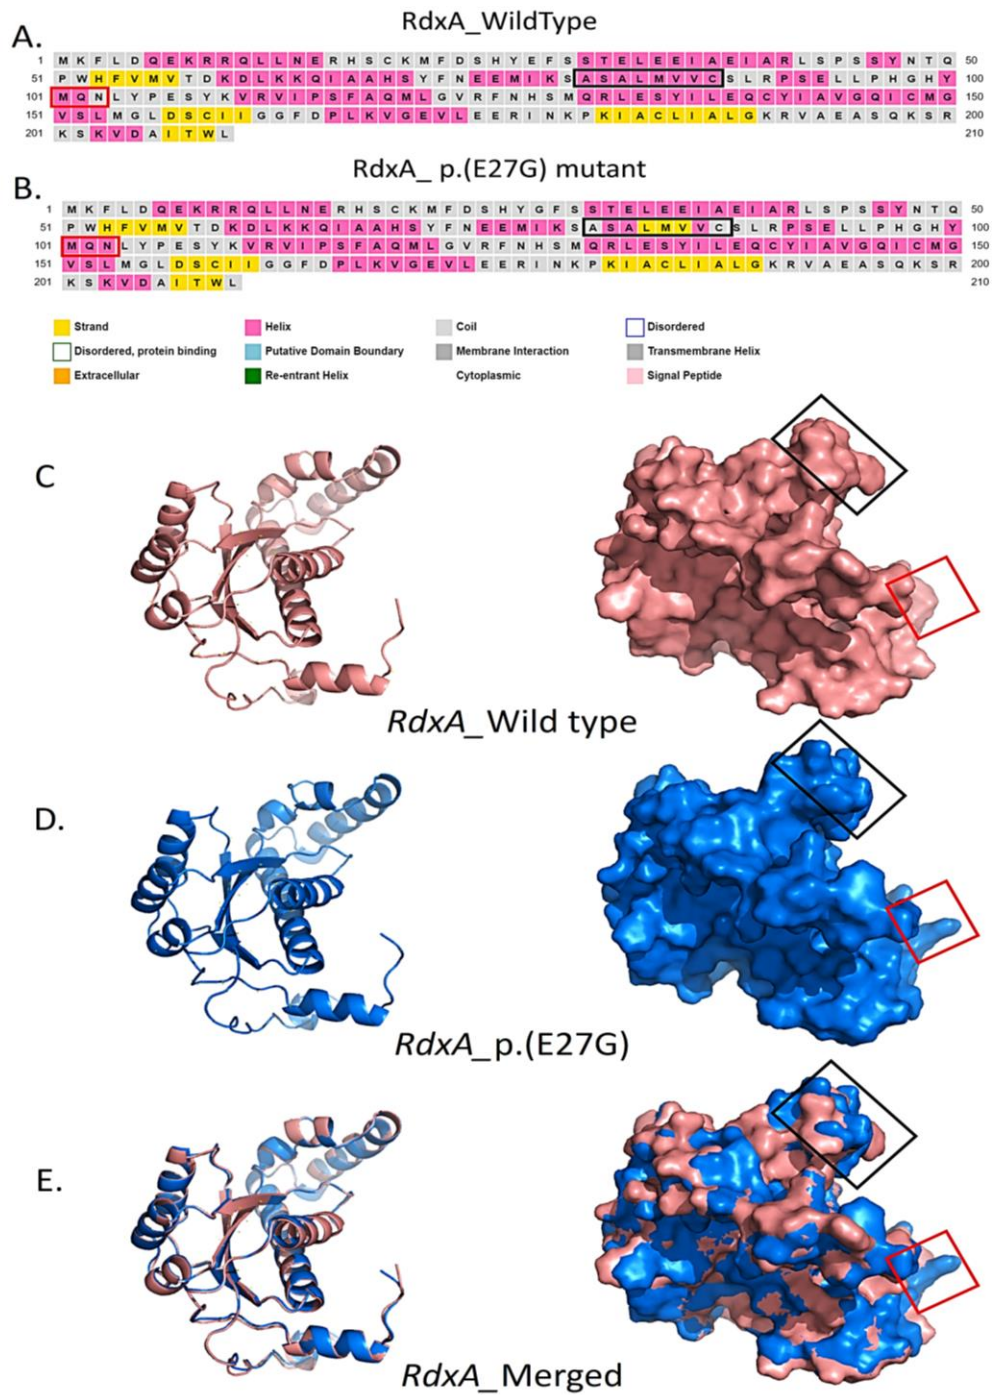 RdxA_WildType
A.
1 M K F L D Q E K R R Q L L N E R H S C K M F D S H Y E F S S T E L E E I A E I A R L S P S S Y N T Q 50
51 P W H F V M V T D K D L K K Q I A A H S Y F N E E M I K S A S A L M V V C S L R P S E L L P H G H Y 100
101 M Q N L Y P E S Y K V R V I P S F A Q M L G V R F N H S M Q R L E S Y I L E Q C Y I A V G Q I C M G 150
151 V S L M G L D S C I I G G F D P L K V G E V L E E R I N K P K I A C L I A L G K R V A E A S Q K S R 200
201 K S K V D A I T W L 210
RdxA_ p.(E27G) mutant
B.
1 M K F L D Q E K R R Q L L N E R H S C K M F D S H Y G F S S T E L E E I A E I A R L S P S S Y N T Q 50
51 P W H F V M V T D K D L K K Q I A A H S Y F N E E M I K S A S A L M V V C S L R P S E L L P H G H Y 100
101 M Q N L Y P E S Y K V R V I P S F A Q M L G V R F N H S M Q R L E S Y I L E Q C Y I A V G Q I C M G 150
151 V S L M G L D S C I I G G F D P L K V G E V L E E R I N K P K I A C L I A L G K R V A E A S Q K S R 200
201 K S K V D A I T W L 210
Strand Helix Coil Disordered
Disordered, protein binding Putative Domain Boundary Membrane Interaction Transmembrane Helix
Extracellular Re-entrant Helix Cytoplasmic Signal Peptide
C
RdxA_Wild type
D.
RdxA_p.(E27G)
E.
RdxA_Merged